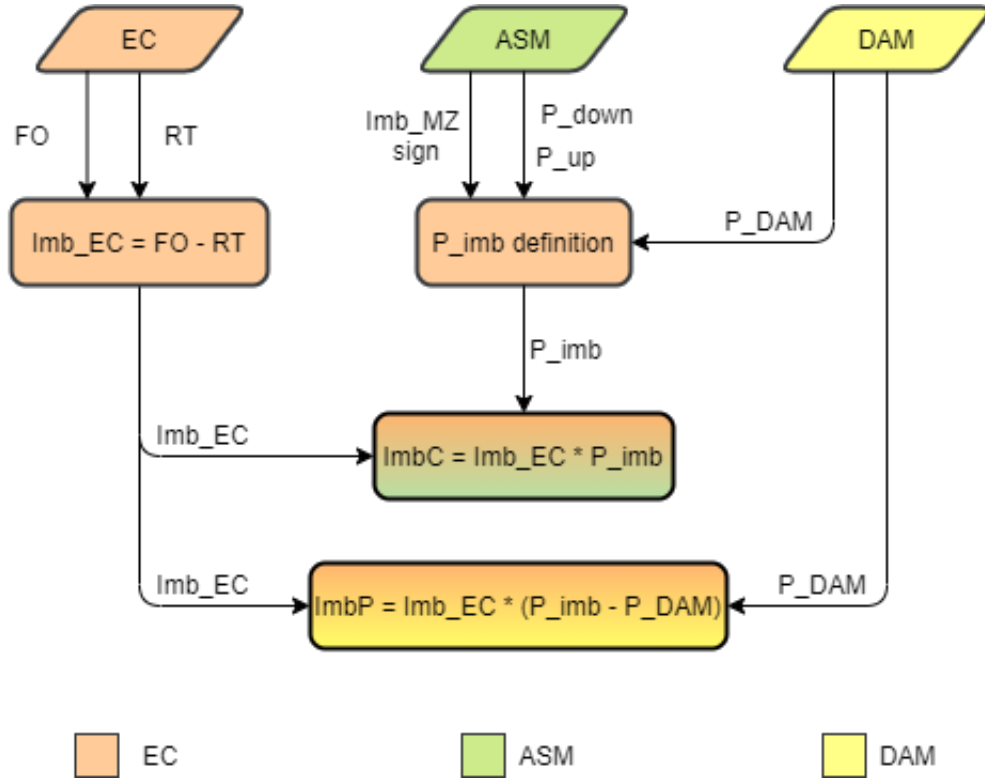 EC
ASM
DAM
FO
RT
Imb_MZ
sign
P_down
P_up
P_DAM
Imb_EC = FO - RT
P_imb definition
P_imb
Imb_EC
ImbC = Imb_EC * P_imb
Imb_EC
ImbP = Imb_EC * (P_imb - P_DAM)
P_DAM
EC
ASM
DAM